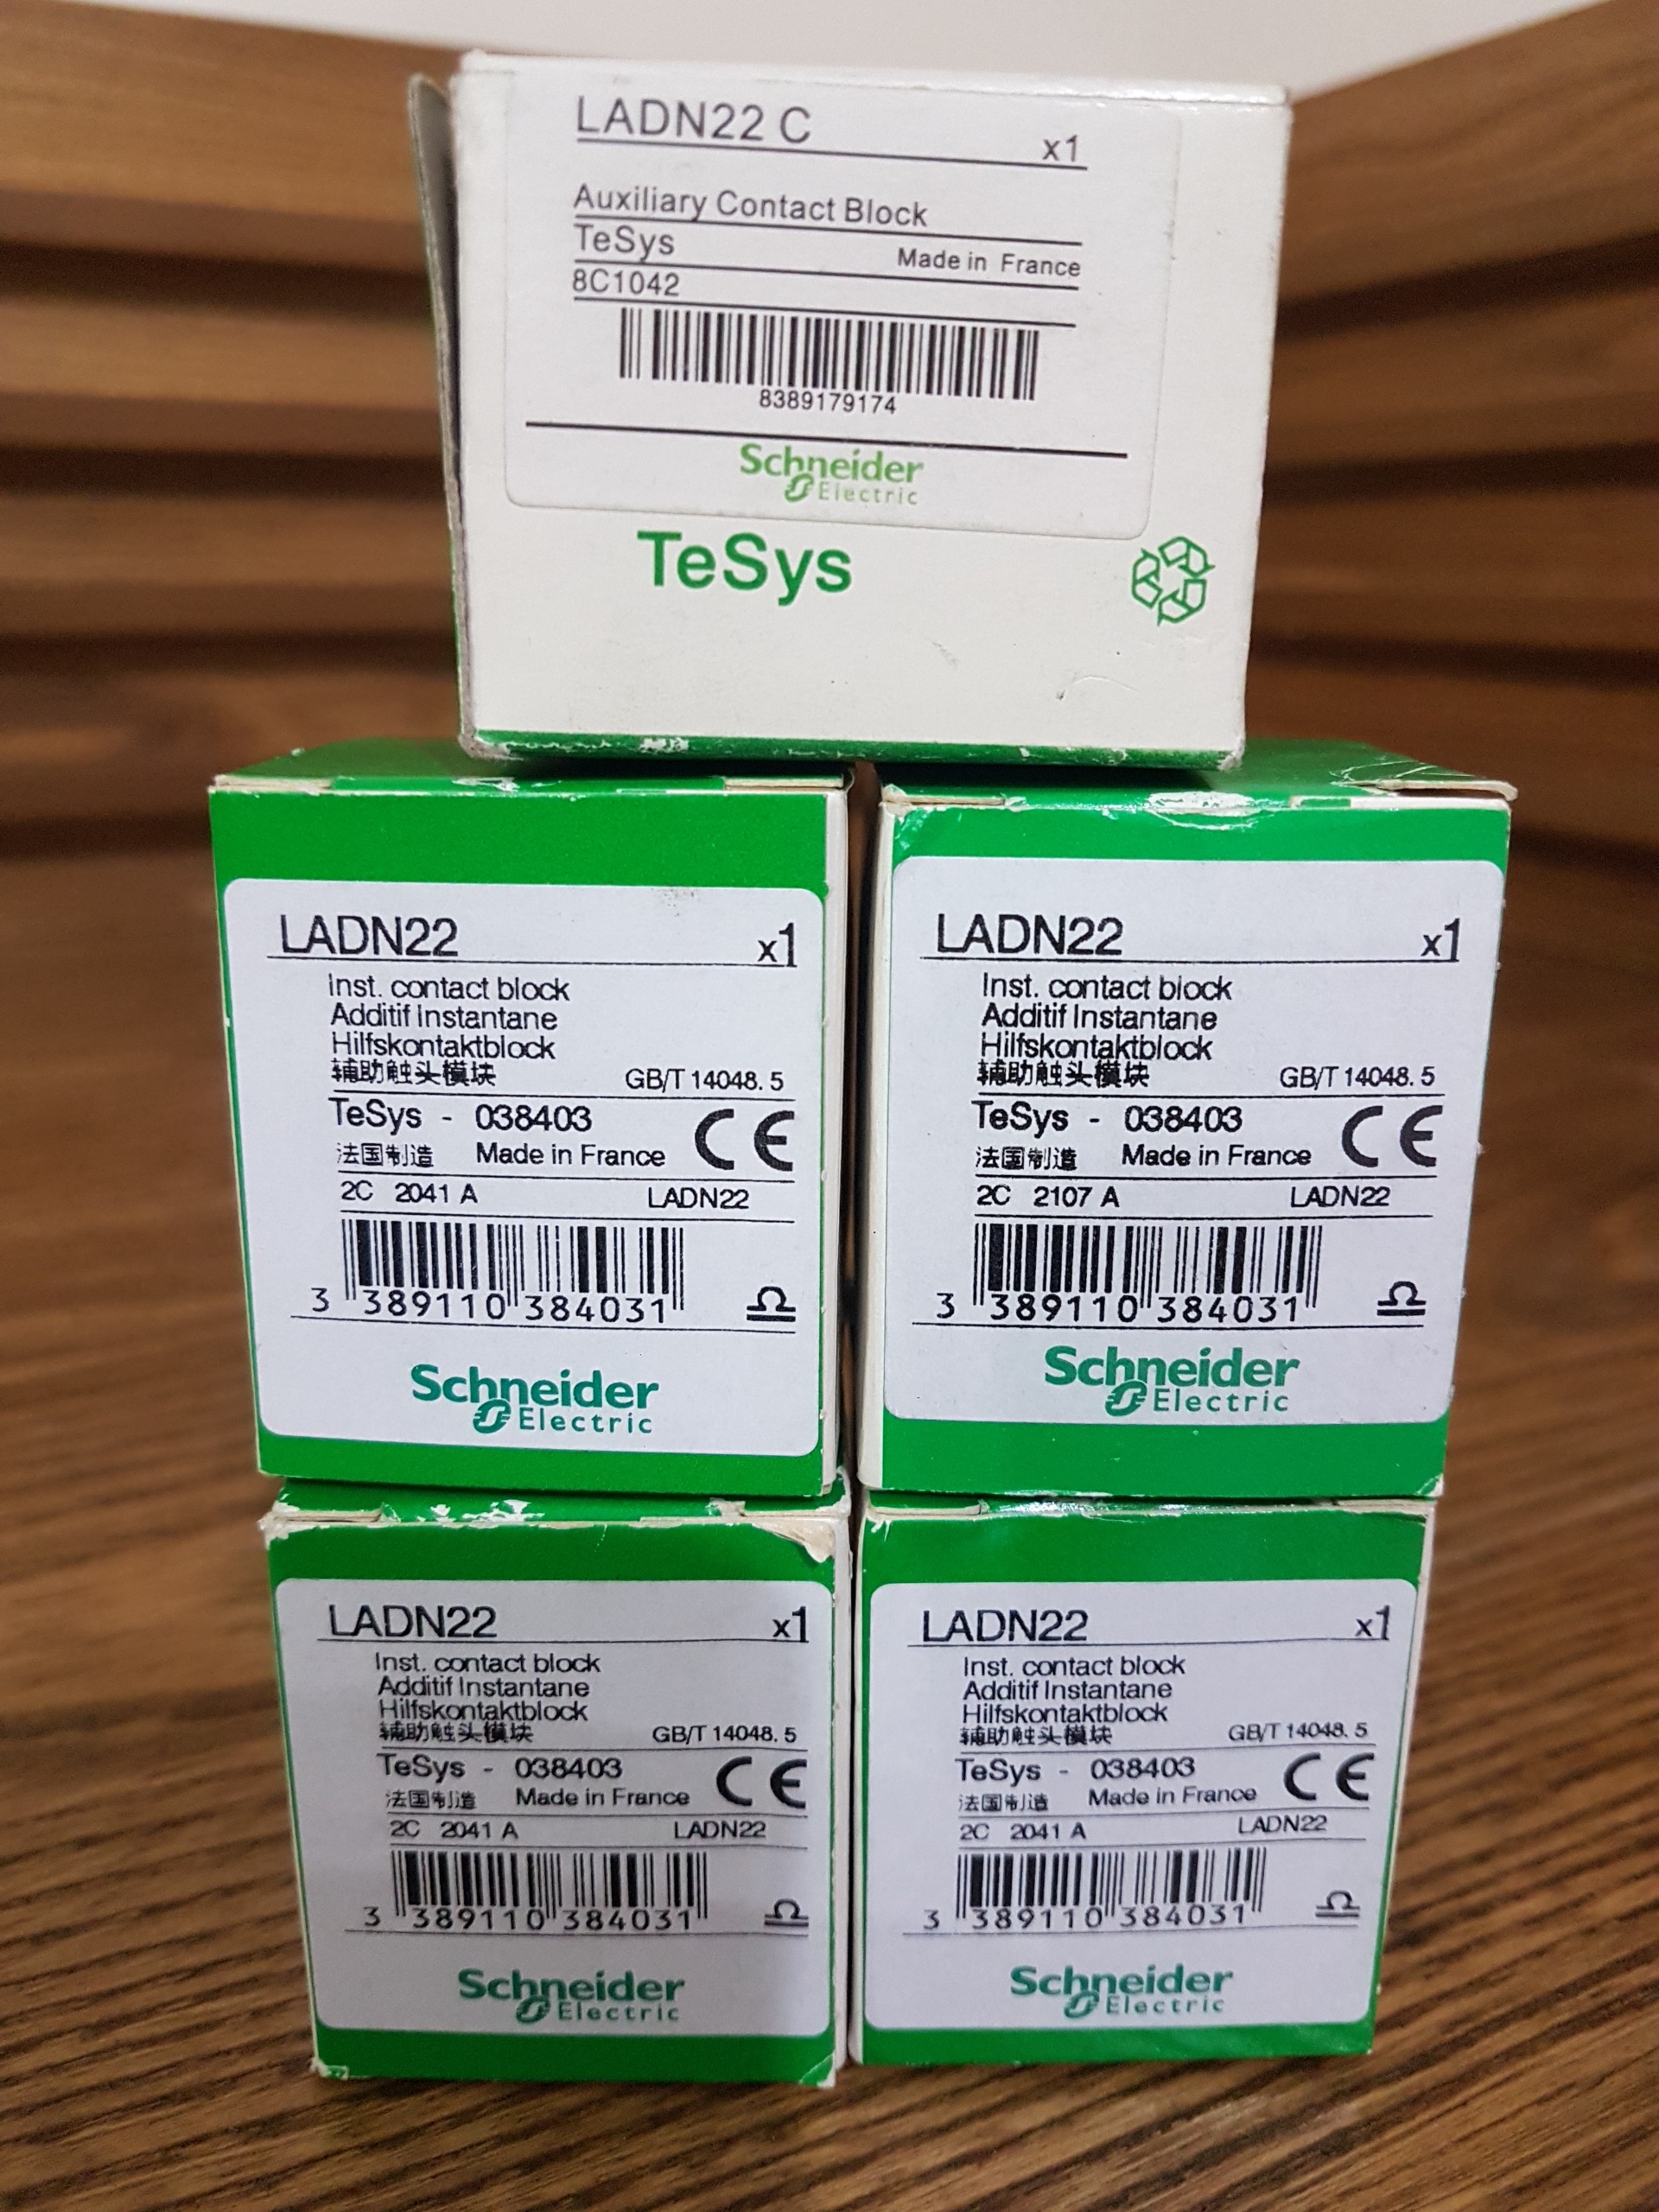 LADN22 C x1
Auxiliary Contact Block
TeSys Made in France
8C1042
8389179174
Schneider
Electric
TeSys
LADN22 x1
Inst. contact block
Additif Instantane
Hilfskontaktblock
辅助触头模块 GB/T 14048.5
TeSys - 038403 CE
法国制造 Made in France
2C 2041 A LADN22
3 389110 384031
Schneider
Electric
LADN22 x1
Inst. contact block
Additif Instantane
Hilfskontaktblock
辅助触头模块 GB/T 14048.5
TeSys - 038403 CE
法国制造 Made in France
2C 2107 A LADN22
3 389110 384031
Schneider
Electric
LADN22 x1
Inst. contact block
Additif Instantane
Hilfskontaktblock
辅助触头模块 GB/T 14048.5
TeSys - 038403 CE
法国制造 Made in France
2C 2041 A LADN22
3 389110 384031
Schneider
Electric
LADN22 x1
Inst. contact block
Additif Instantane
Hilfskontaktblock
辅助触头模块 GB/T 14048.5
TeSys - 038403 CE
法国制造 Made in France
2C 2041 A LADN22
3 389110 384031
Schneider
Electric